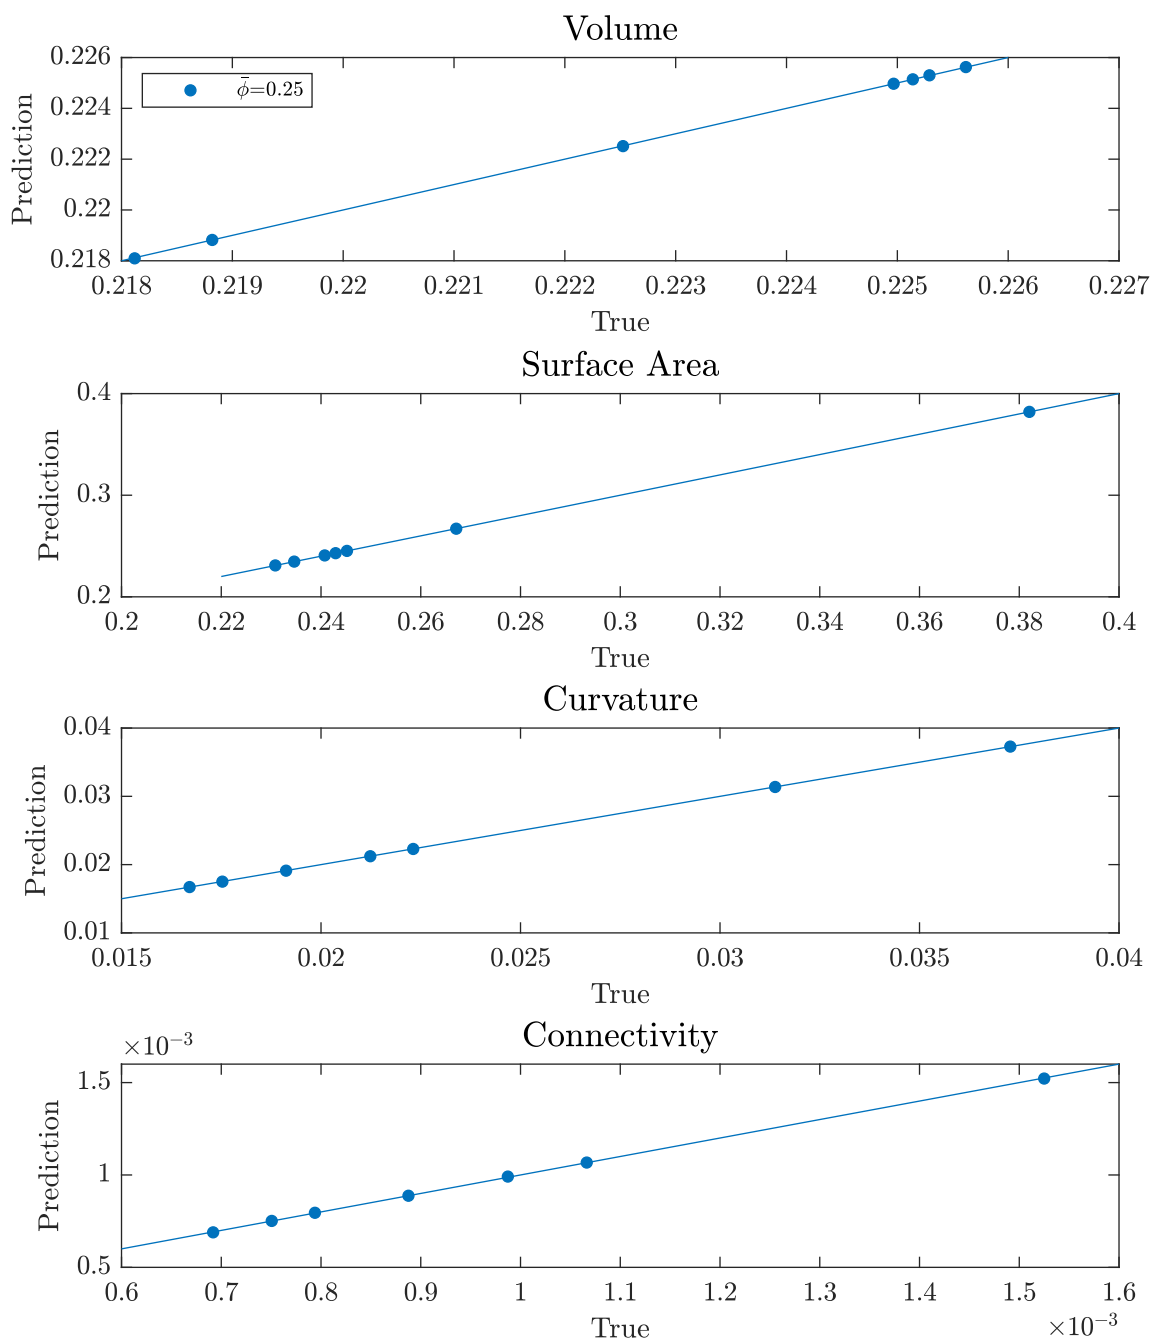 Volume
0.226
0.224
0.222
0.22
0.218
Prediction
ϕ̄=0.25
0.218 0.219 0.22 0.221 0.222 0.223 0.224 0.225 0.226 0.227
True
Surface Area
0.4
0.3
0.2
Prediction
0.2 0.22 0.24 0.26 0.28 0.3 0.32 0.34 0.36 0.38 0.4
True
Curvature
0.04
0.03
0.02
0.01
Prediction
0.015 0.02 0.025 0.03 0.035 0.04
True
Connectivity
×10⁻³
1.5
1
0.5
Prediction
0.6 0.7 0.8 0.9 1 1.1 1.2 1.3 1.4 1.5 1.6
True
×10⁻³